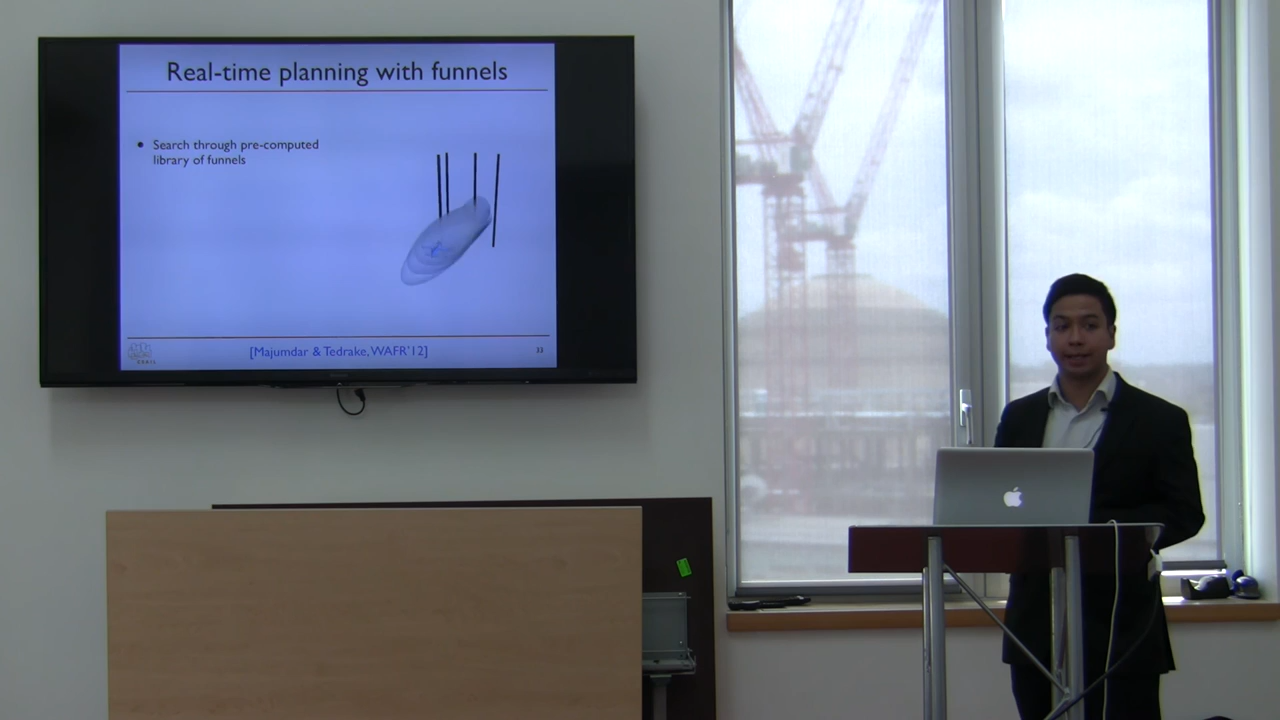 Real-time planning with funnels
• Search through pre-computed
library of funnels
[Majumdar & Tedrake, WAFR'12]